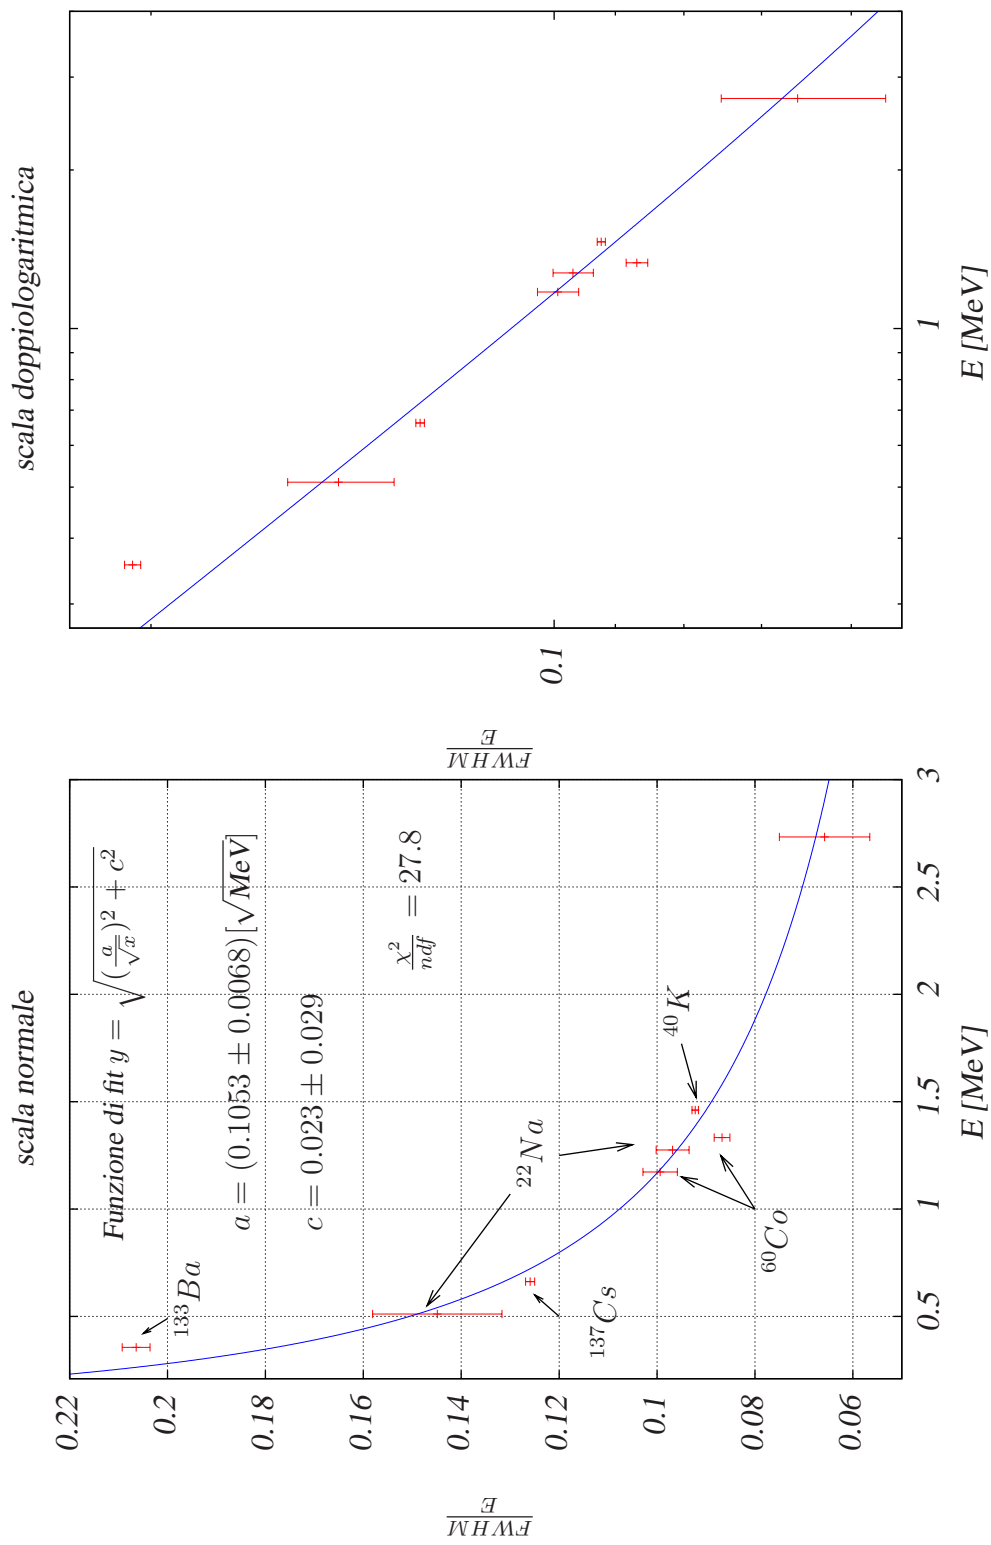 scala normale
Funzione di fit y = √((a/√x)² + c²)
a = (0.1053 ± 0.0068)[√MeV]
c = 0.023 ± 0.029
χ²/ndf = 27.8
¹³³Ba
²²Na
⁴⁰K
¹³⁷Cs
⁶⁰Co
0.22
0.2
0.18
0.16
0.14
0.12
0.1
0.08
0.06
FWHM/E
0.5
1
1.5
2
2.5
3
E [MeV]
scala doppiologaritmica
0.1
FWHM/E
1
E [MeV]